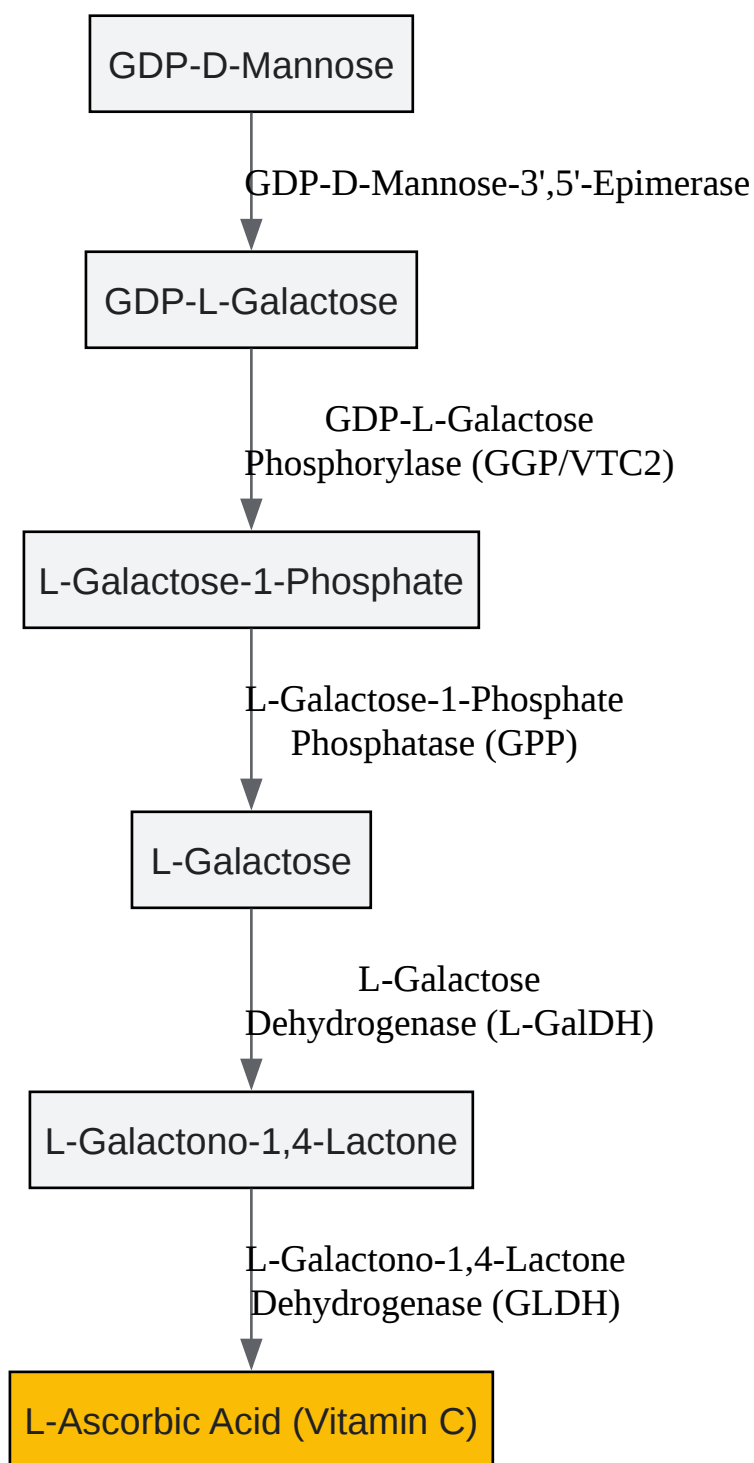 GDP-D-Mannose
GDP-D-Mannose-3',5'-Epimerase
GDP-L-Galactose
GDP-L-Galactose
Phosphorylase (GGP/VTC2)
L-Galactose-1-Phosphate
L-Galactose-1-Phosphate
Phosphatase (GPP)
L-Galactose
L-Galactose
Dehydrogenase (L-GalDH)
L-Galactono-1,4-Lactone
L-Galactono-1,4-Lactone
Dehydrogenase (GLDH)
L-Ascorbic Acid (Vitamin C)